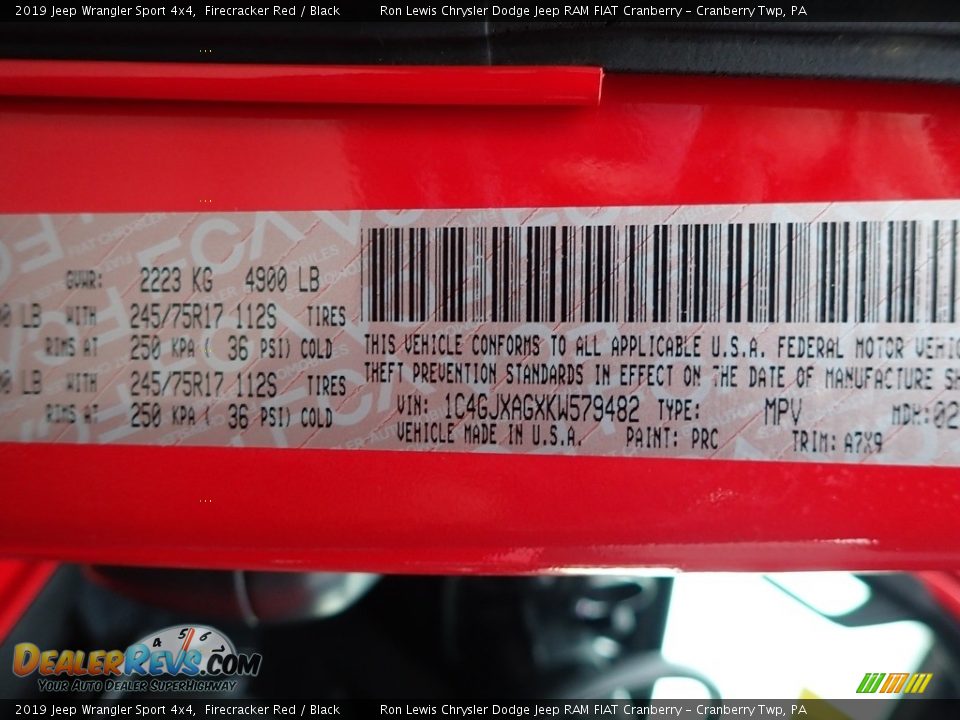 2019 Jeep Wrangler Sport 4x4, Firecracker Red / Black Ron Lewis Chrysler Dodge Jeep RAM FIAT Cranberry – Cranberry Twp, PA
GVWR: 2223 KG 4900 LB
LB WITH 245/75R17 112S TIRES
RIMS AT 250 KPA ( 36 PSI) COLD
LB WITH 245/75R17 112S TIRES
RIMS AT 250 KPA ( 36 PSI) COLD
THIS VEHICLE CONFORMS TO ALL APPLICABLE U.S.A. FEDERAL MOTOR VEHIC
THEFT PREVENTION STANDARDS IN EFFECT ON THE DATE OF MANUFACTURE SH
VIN: 1C4GJXAGXKW579482 TYPE: MPV MDH: 02
VEHICLE MADE IN U.S.A. PAINT: PRC TRIM: A7X9
4 5 6
DEALERREVS.COM
Your Auto Dealer SuperHighway
2019 Jeep Wrangler Sport 4x4, Firecracker Red / Black Ron Lewis Chrysler Dodge Jeep RAM FIAT Cranberry – Cranberry Twp, PA